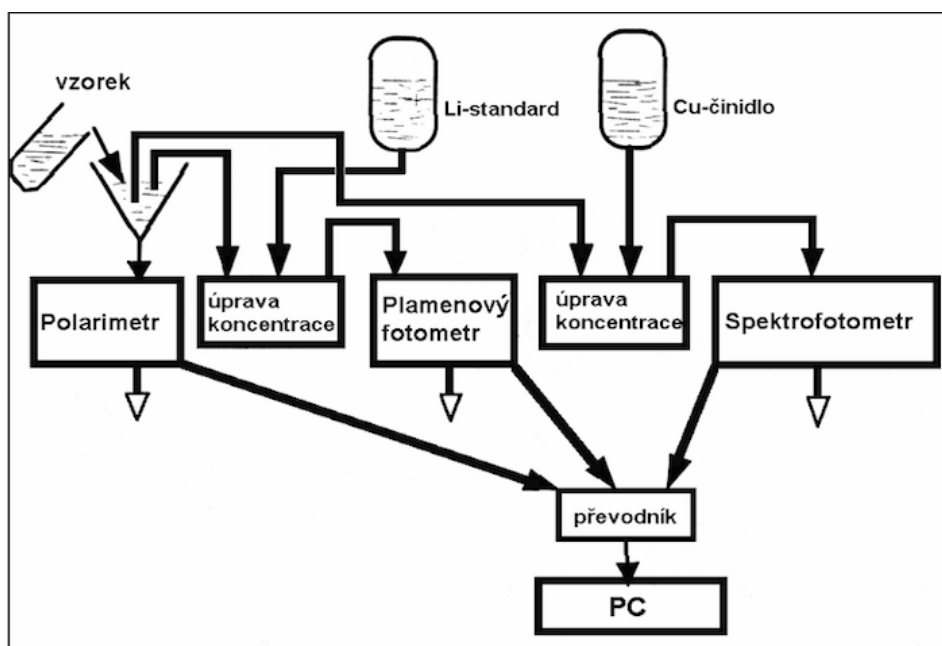 vzorek
Li-standard
Cu-činidlo
Polarimetr
úprava
koncentrace
Plamenový
fotometr
úprava
koncentrace
Spektrofotometr
převodník
PC